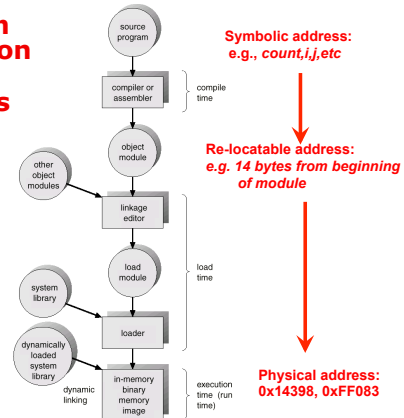 n
on
s
source
program
compiler or
assembler
compile
time
object
module
other
object
modules
linkage
editor
load
module
load
time
system
library
loader
dynamically
loaded
system
library
dynamic
linking
in-memory
binary
memory
image
execution
time (run
time)
Symbolic address:
e.g., count,i,j,etc
Re-locatable address:
e.g. 14 bytes from beginning
of module
Physical address:
0x14398, 0xFF083